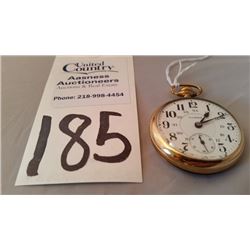 United
Country
Aasness
Auctioneers
Auctions & Real Estate
Phone: 218-998-4454
185